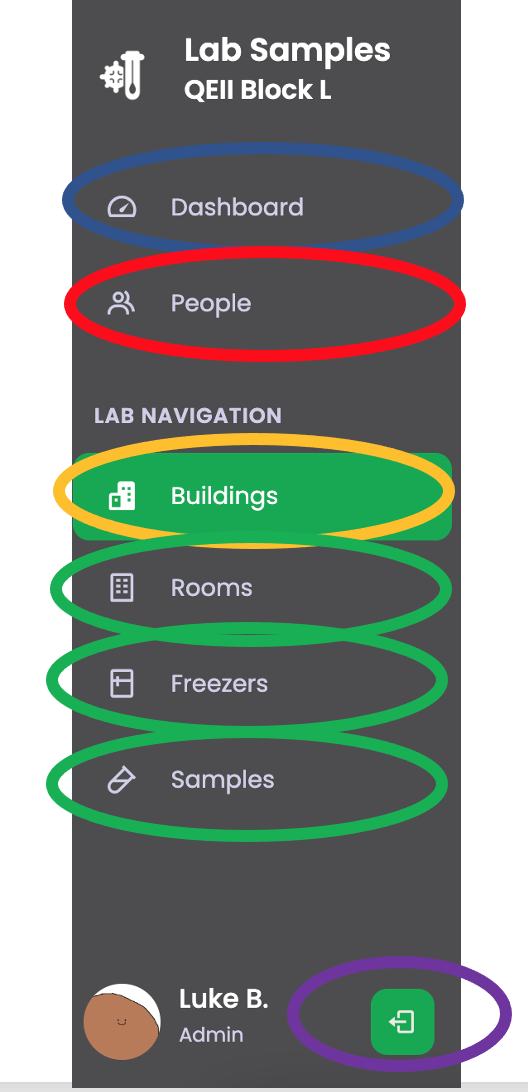 Lab Samples
QEII Block L
Dashboard
People
LAB NAVIGATION
Buildings
Rooms
Freezers
Samples
Luke B.
Admin